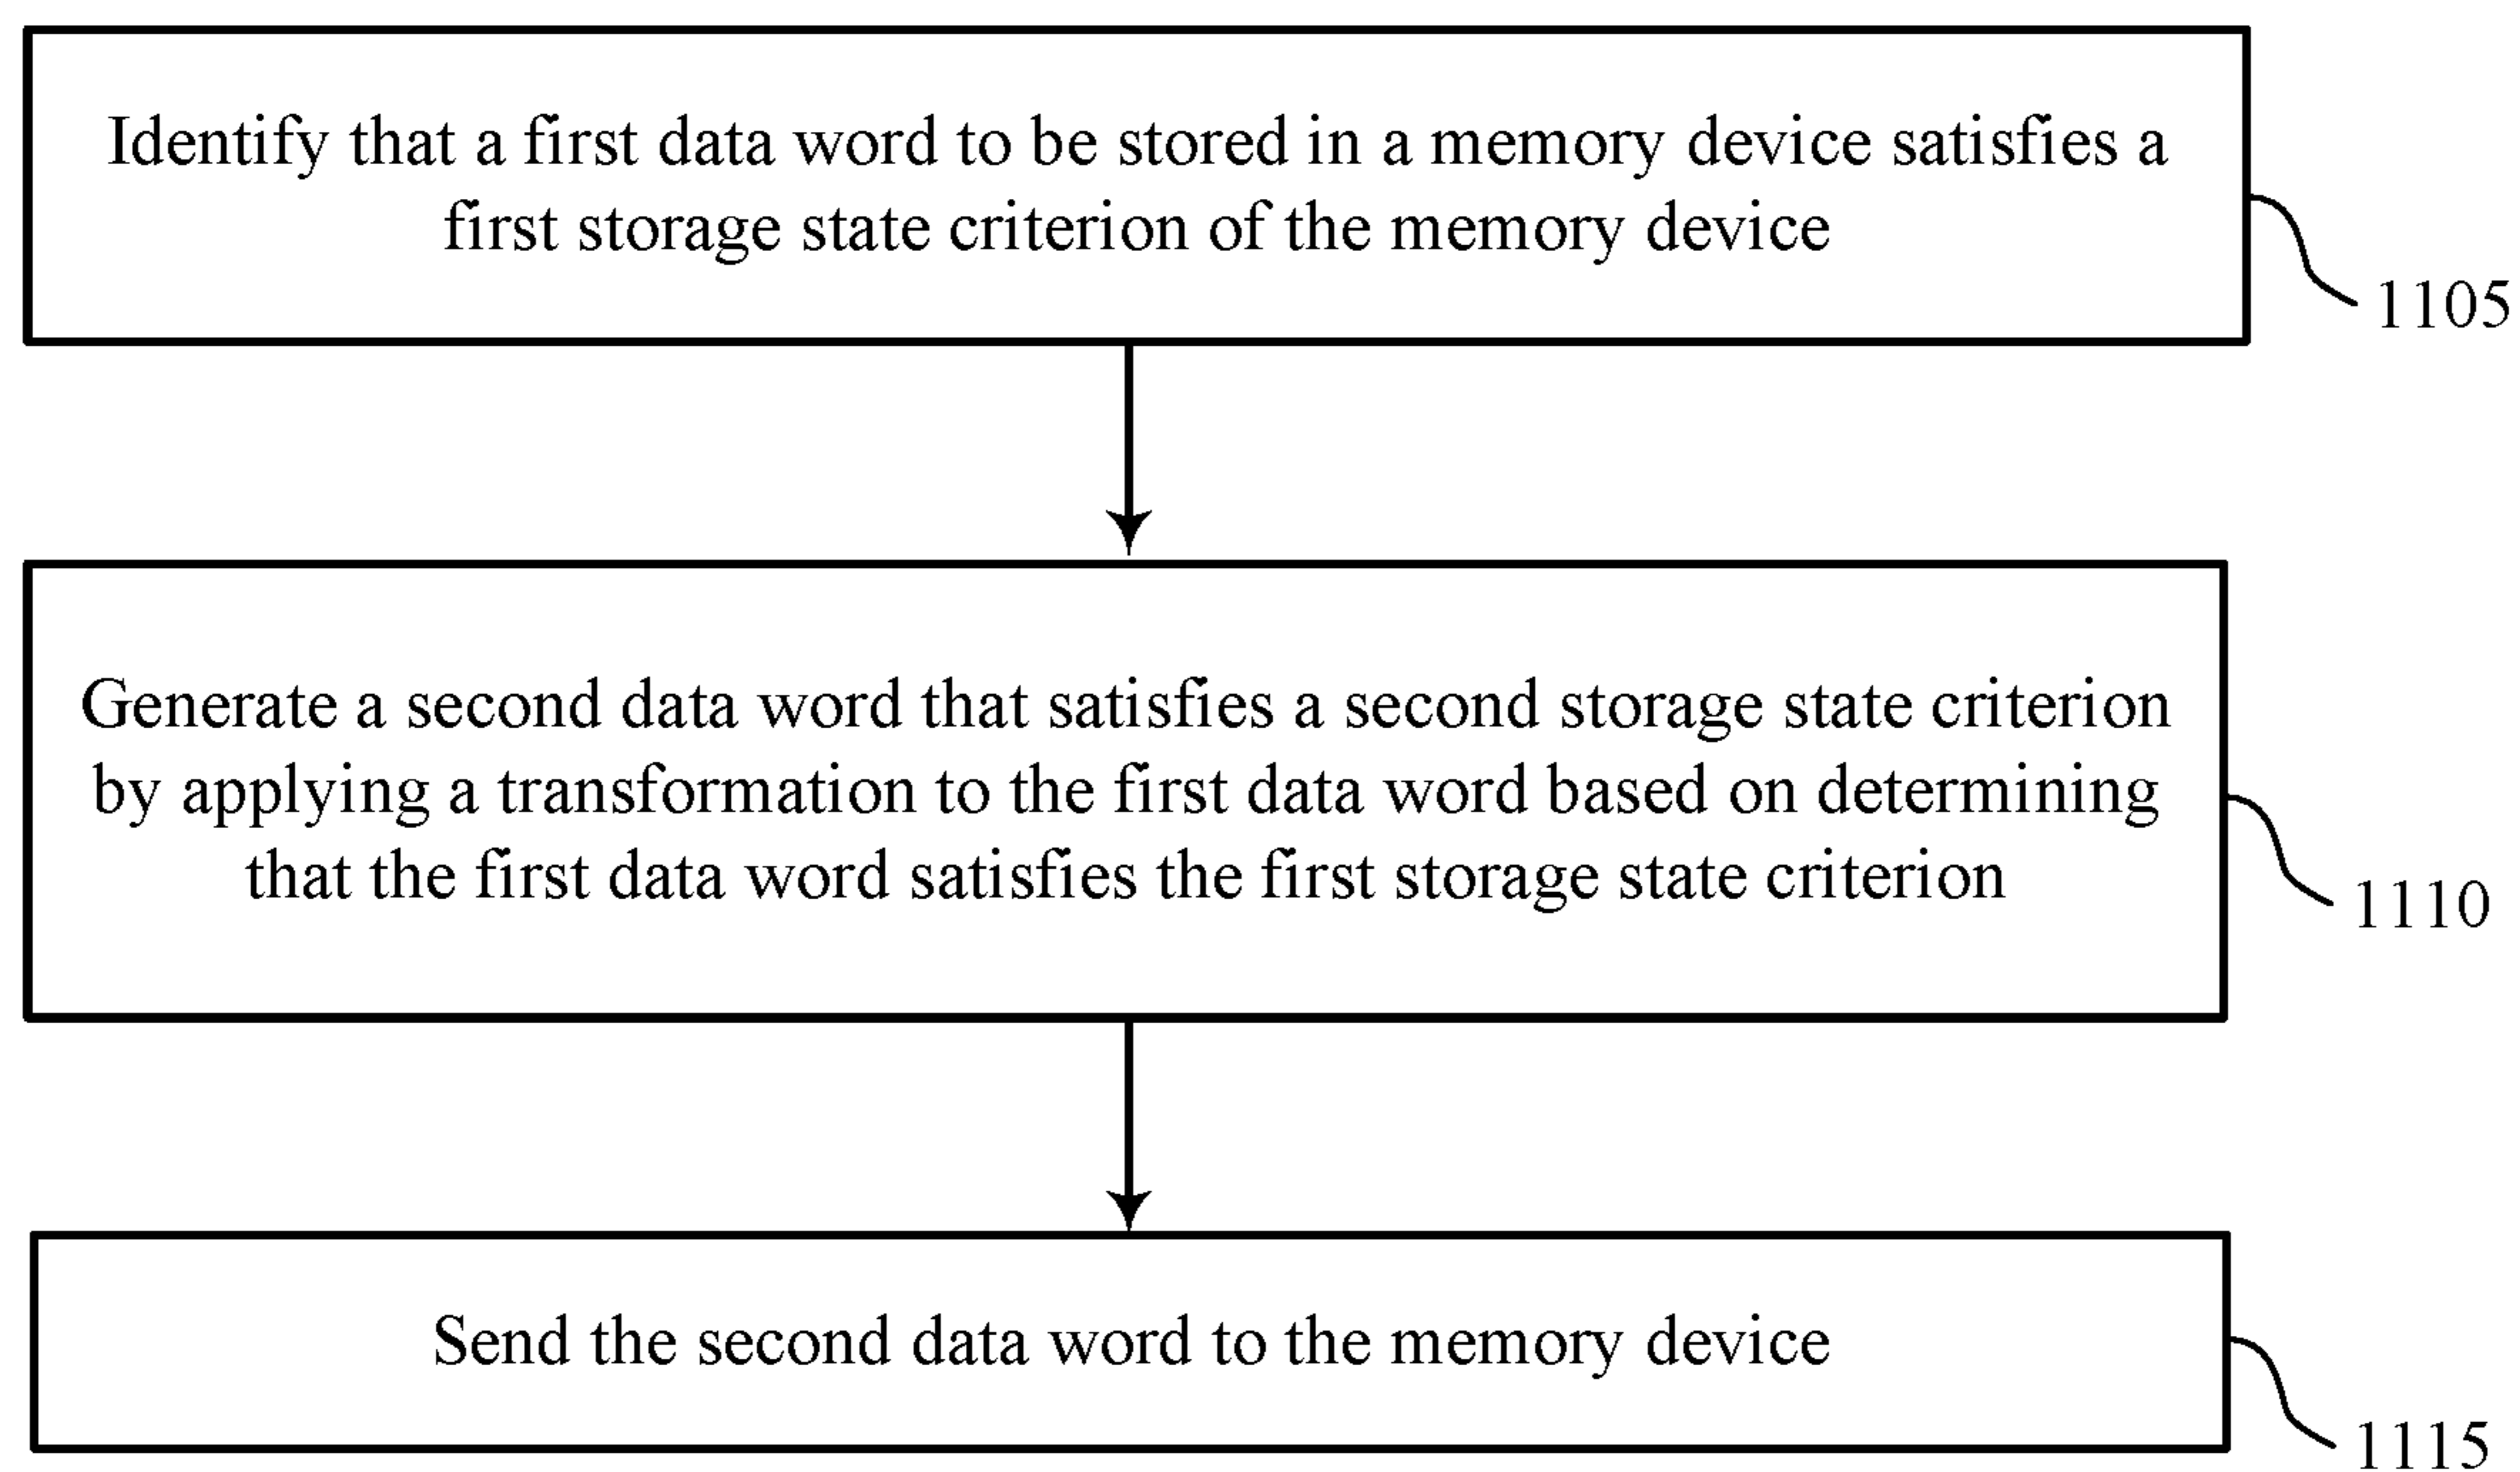 Identify that a first data word to be stored in a memory device satisfies a
first storage state criterion of the memory device
1105
Generate a second data word that satisfies a second storage state criterion
by applying a transformation to the first data word based on determining
that the first data word satisfies the first storage state criterion
1110
Send the second data word to the memory device
1115